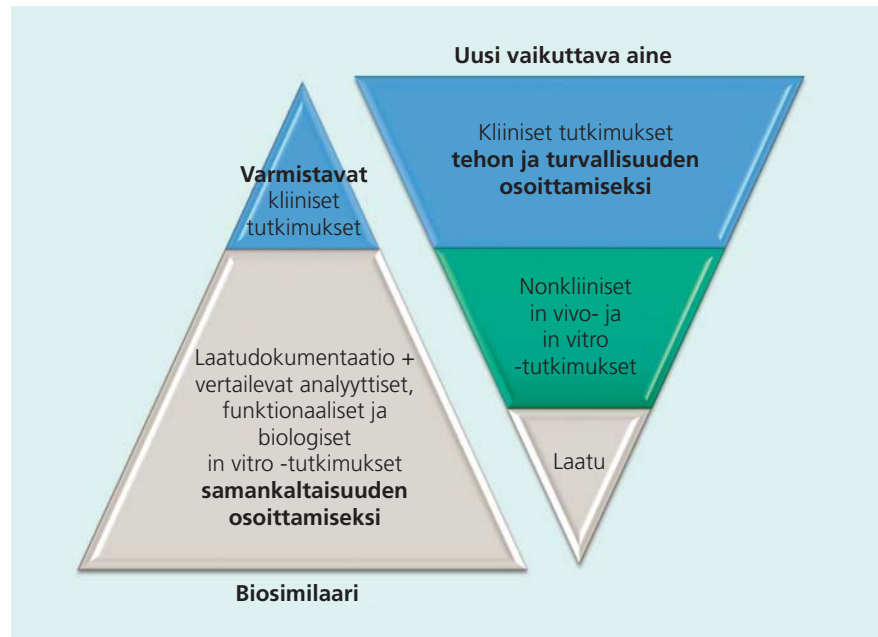 Uusi vaikuttava aine
Kliiniset tutkimukset
tehon ja turvallisuuden
osoittamiseksi
Nonkliiniset
in vivo- ja
in vitro
-tutkimukset
Laatu
Varmistavat
kliiniset
tutkimukset
Laatudokumentaatio +
vertailevat analyyttiset,
funktionaaliset ja
biologiset
in vitro -tutkimukset
samankaltaisuuden
osoittamiseksi
Biosimilaari